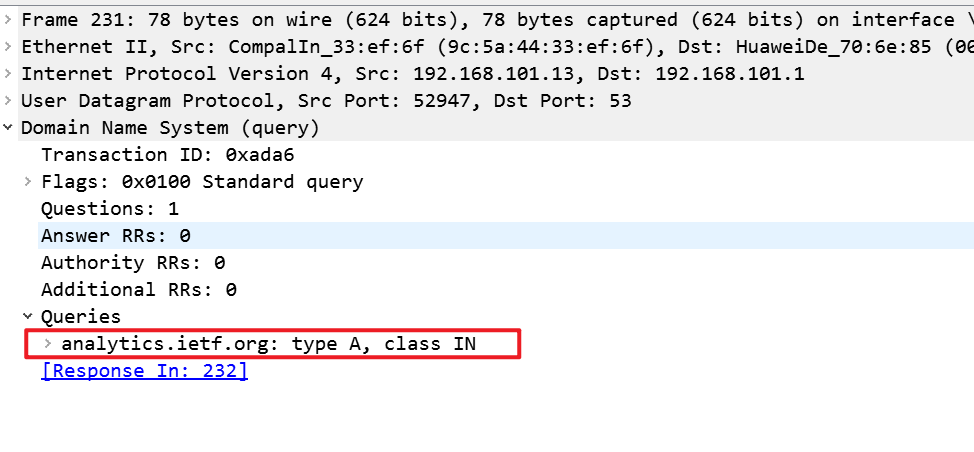 Frame 231: 78 bytes on wire (624 bits), 78 bytes captured (624 bits) on interface \
Ethernet II, Src: CompalIn_33:ef:6f (9c:5a:44:33:ef:6f), Dst: HuaweiDe_70:6e:85 (00
Internet Protocol Version 4, Src: 192.168.101.13, Dst: 192.168.101.1
User Datagram Protocol, Src Port: 52947, Dst Port: 53
Domain Name System (query)
Transaction ID: 0xada6
Flags: 0x0100 Standard query
Questions: 1
Answer RRs: 0
Authority RRs: 0
Additional RRs: 0
Queries
analytics.ietf.org: type A, class IN
[Response In: 232]